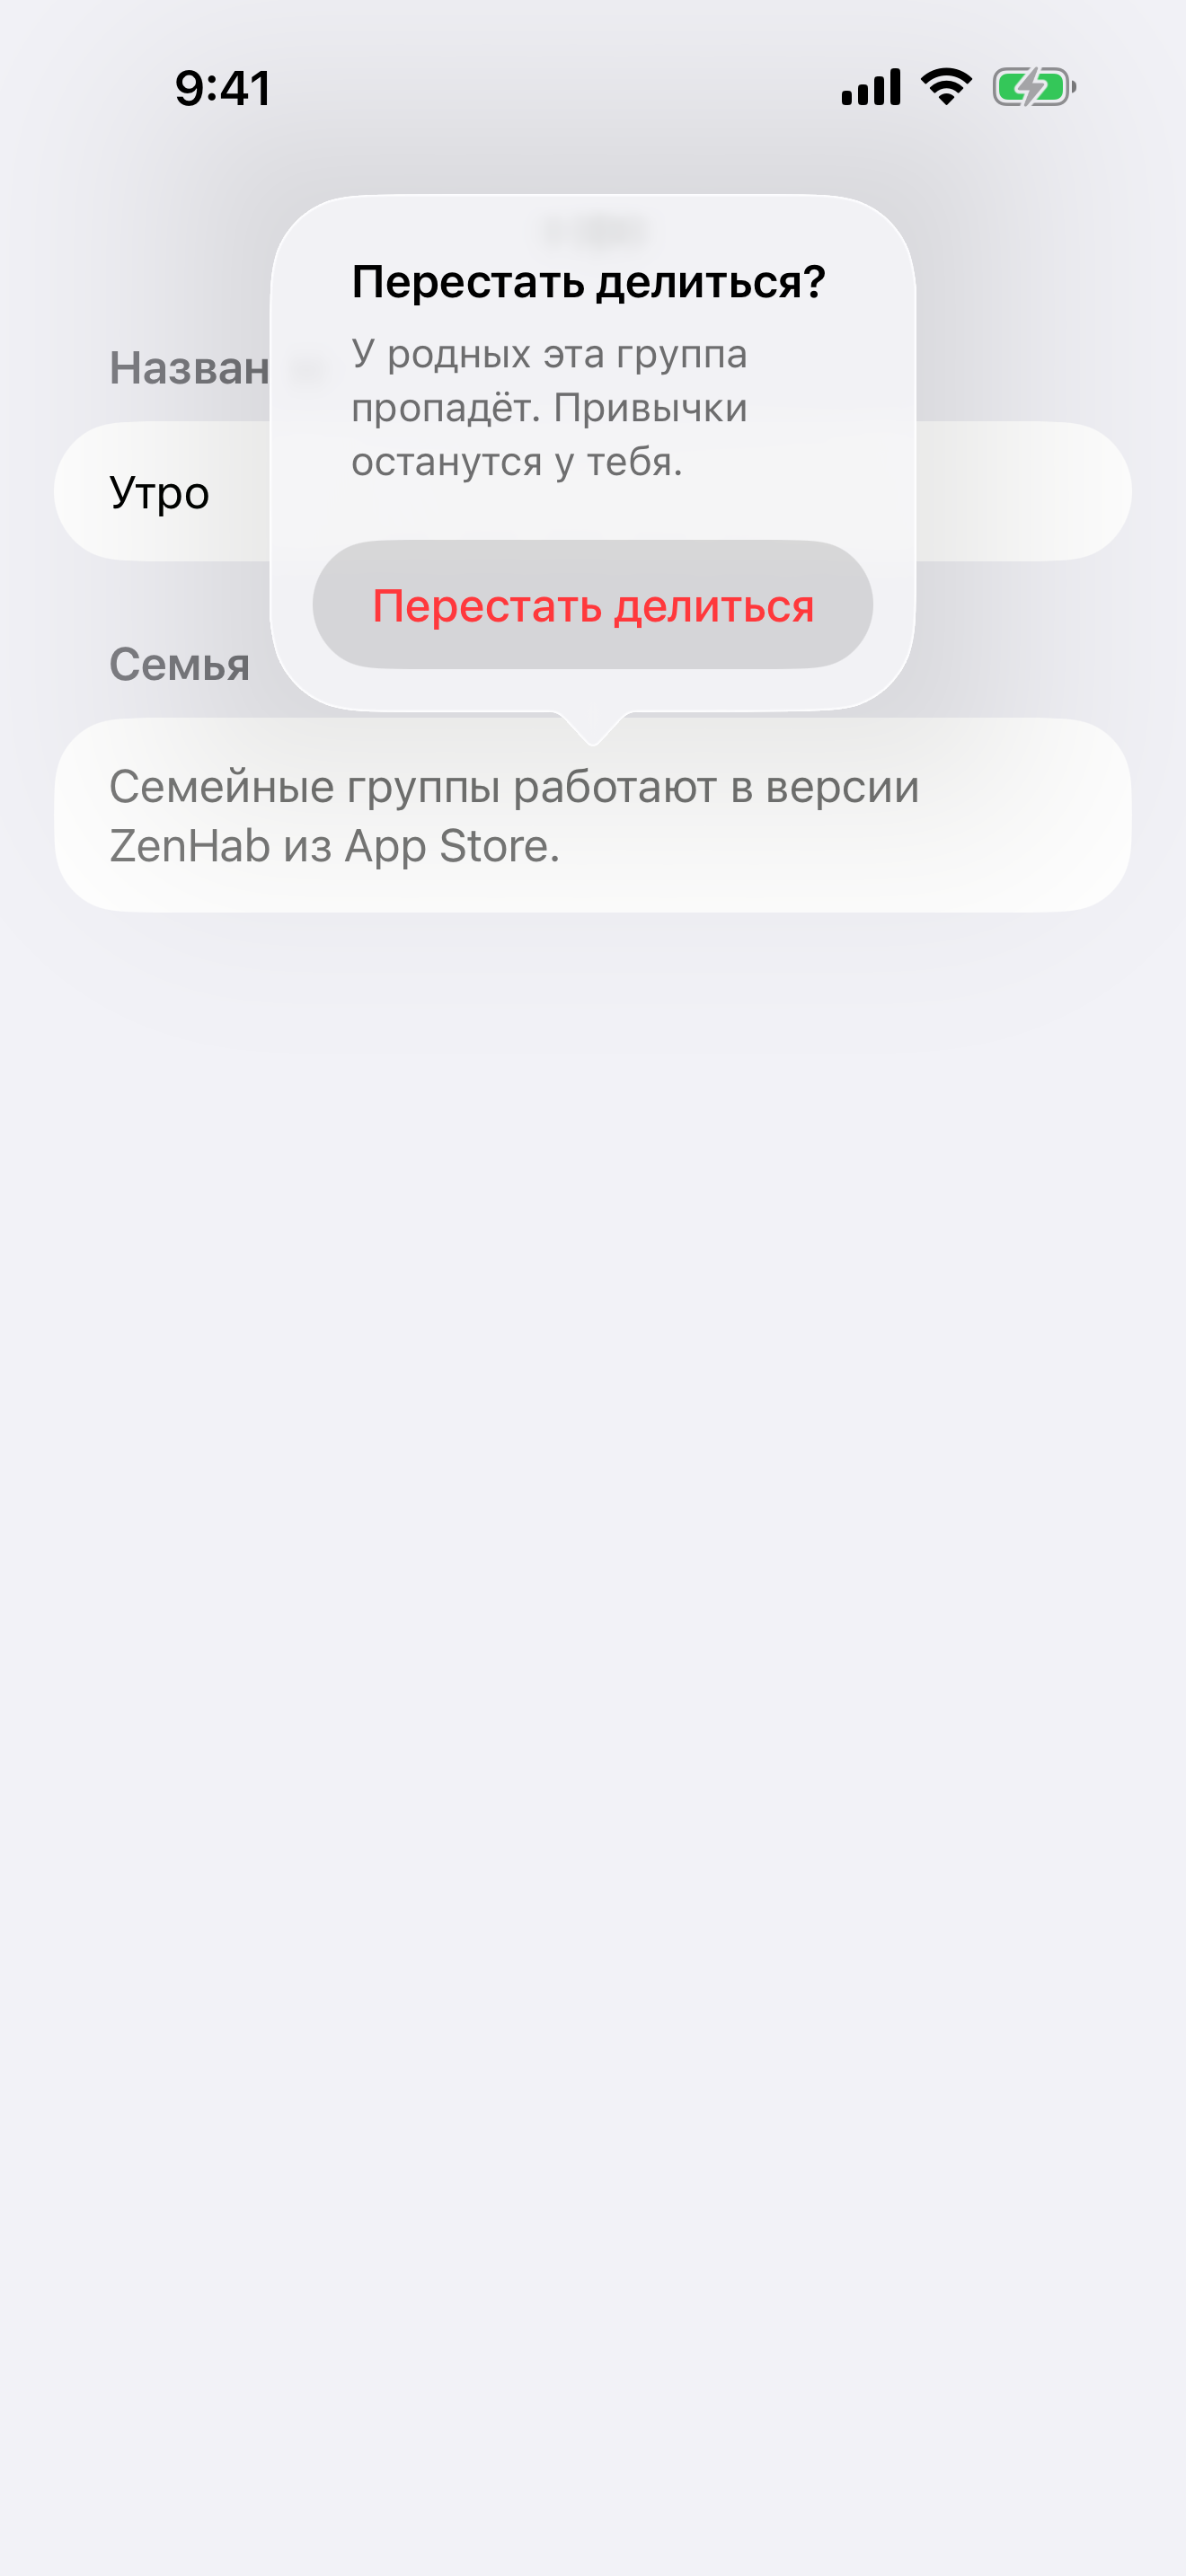 9:41
Перестать делиться?
У родных эта группа
пропадёт. Привычки
останутся у тебя.
Перестать делиться
Назван
Утро
Семья
Семейные группы работают в версии
ZenHab из App Store.